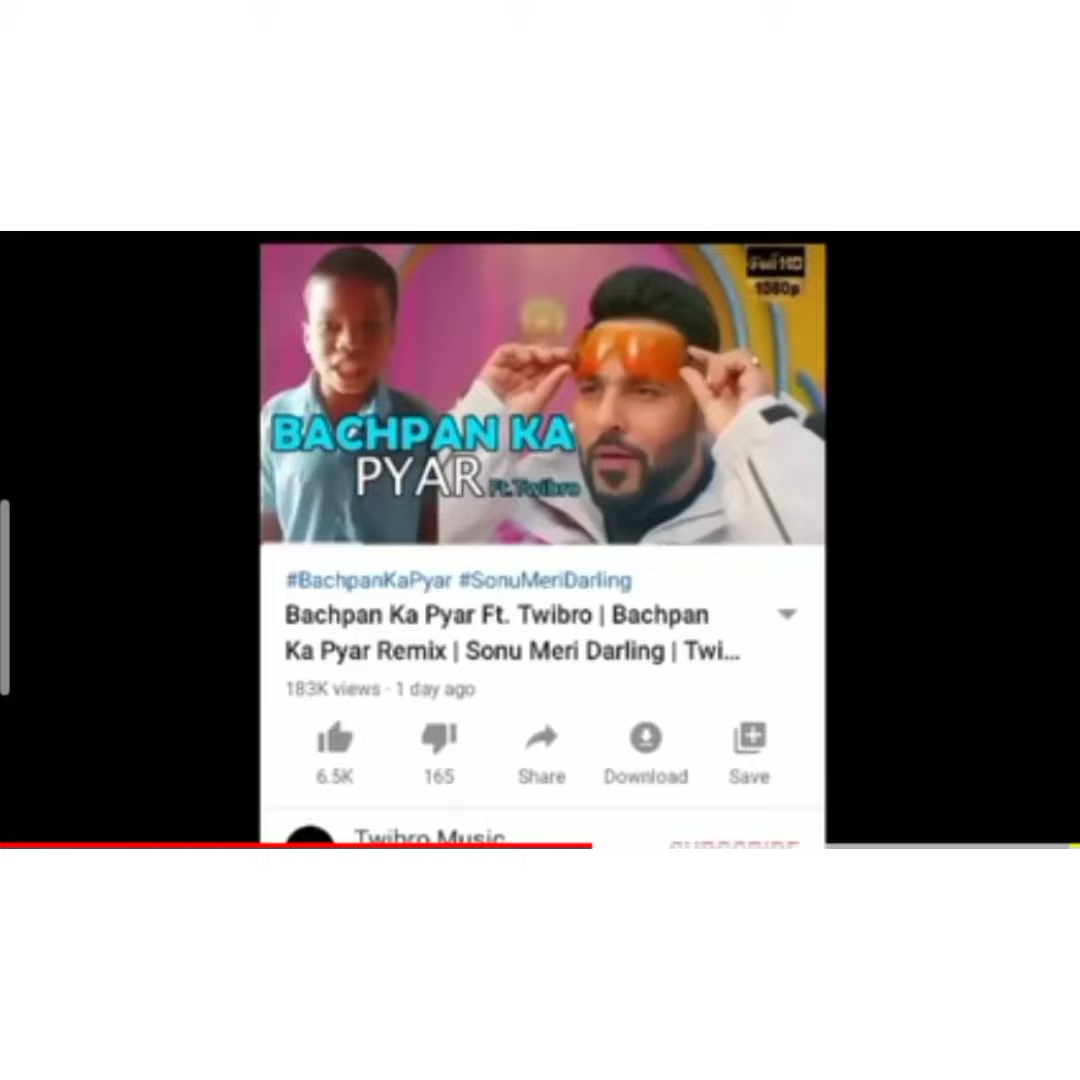 Full HD
1080p
BACHPAN KA
PYAR Ft. Twibro
#BachpanKaPyar #SonuMeriDarling
Bachpan Ka Pyar Ft. Twibro | Bachpan
Ka Pyar Remix | Sonu Meri Darling | Twi...
183K views · 1 day ago
6.5K 165 Share Download Save
Twibro Music
SUBSCRIBE